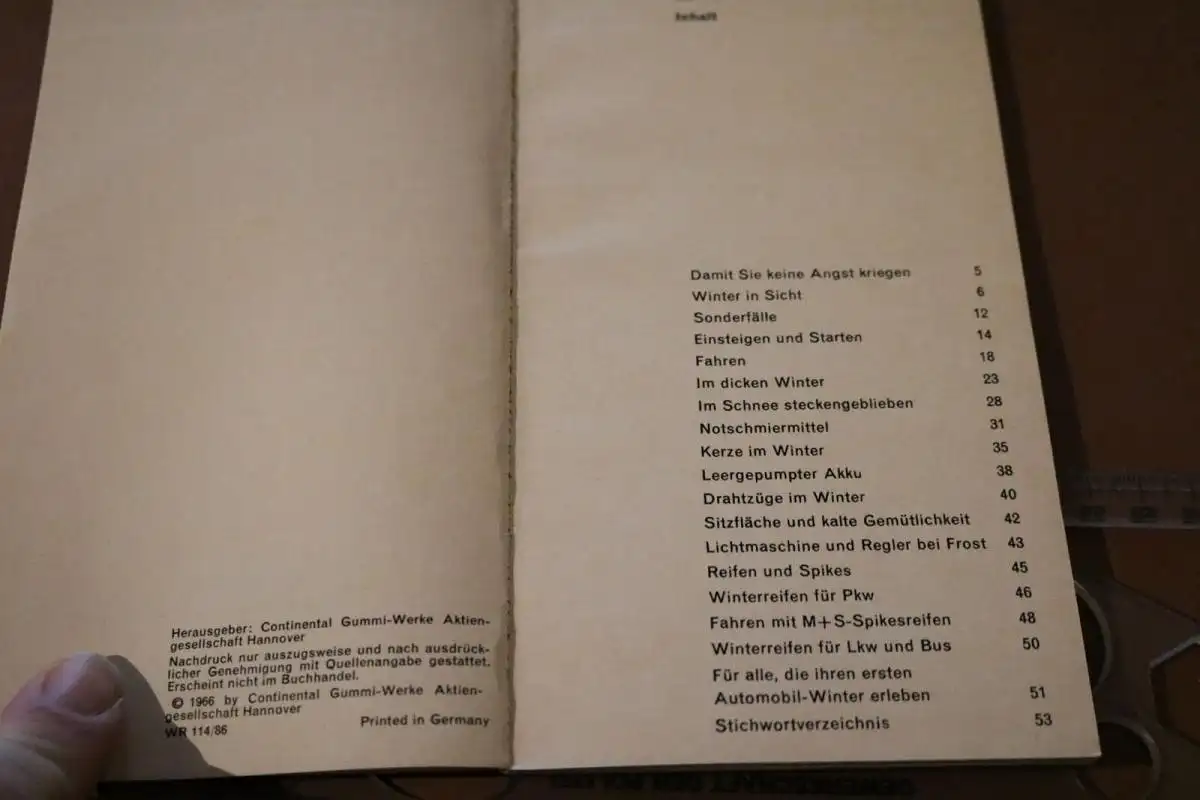 Herausgeber: Continental Gummi-Werke Aktien-
gesellschaft Hannover
Nachdruck nur auszugsweise und nach ausdrück-
licher Genehmigung mit Quellenangabe gestattet.
Erscheint nicht im Buchhandel.
© 1966 by Continental Gummi-Werke Aktien-
gesellschaft Hannover
Printed in Germany
WR 114/86
Inhalt
Damit Sie keine Angst kriegen 5
Winter in Sicht 6
Sonderfälle 12
Einsteigen und Starten 14
Fahren 18
Im dicken Winter 23
Im Schnee steckengeblieben 28
Notschmiermittel 31
Kerze im Winter 35
Leergepumpter Akku 38
Drahtzüge im Winter 40
Sitzfläche und kalte Gemütlichkeit 42
Lichtmaschine und Regler bei Frost 43
Reifen und Spikes 45
Winterreifen für Pkw 46
Fahren mit M+S-Spikesreifen 48
Winterreifen für Lkw und Bus 50
Für alle, die ihren ersten
Automobil-Winter erleben 51
Stichwortverzeichnis 53